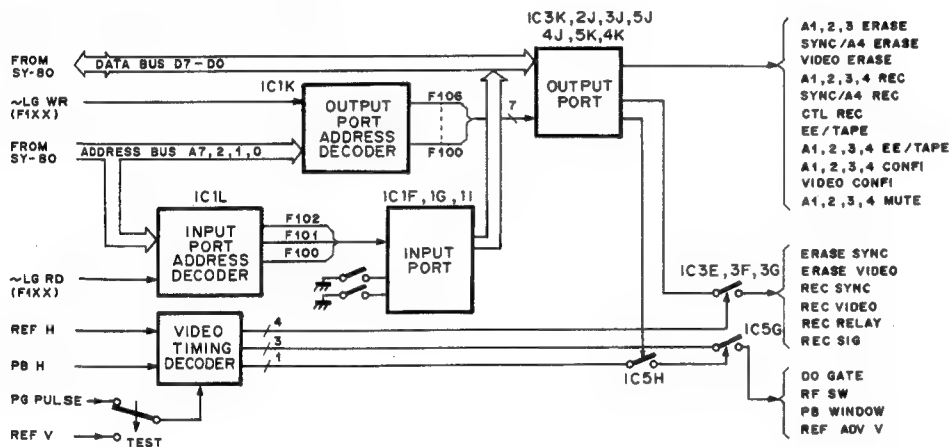 IC3K, 2J, 3J, 5J
4J, 5K, 4K
FROM
SY-80
DATA BUS D7-D0
IC1K
~LG WR
(F1XX)
OUTPUT
PORT
ADDRESS
DECODER
F106
F100
7
OUTPUT
PORT
FROM
SY-80
ADDRESS BUS A7, 2, 1, 0
IC1L
INPUT
PORT
ADDRESS
DECODER
F102
F101
F100
IC1F, 1G, 1I
INPUT
PORT
~LG RD
(F1XX)
REF H
PB H
VIDEO
TIMING
DECODER
4
3
1
IC3E, 3F, 3G
IC5G
IC5H
PG PULSE
REF V
TEST
A1, 2, 3 ERASE
SYNC/A4 ERASE
VIDEO ERASE
A1, 2, 3, 4 REC
SYNC/A4 REC
CTL REC
EE/TAPE
A1, 2, 3, 4 EE/TAPE
A1, 2, 3, 4 CONFI
VIDEO CONFI
A1, 2, 3, 4 MUTE
ERASE SYNC
ERASE VIDEO
REC SYNC
REC VIDEO
REC RELAY
REC SIG
DO GATE
RF SW
PB WINDOW
REF ADV V